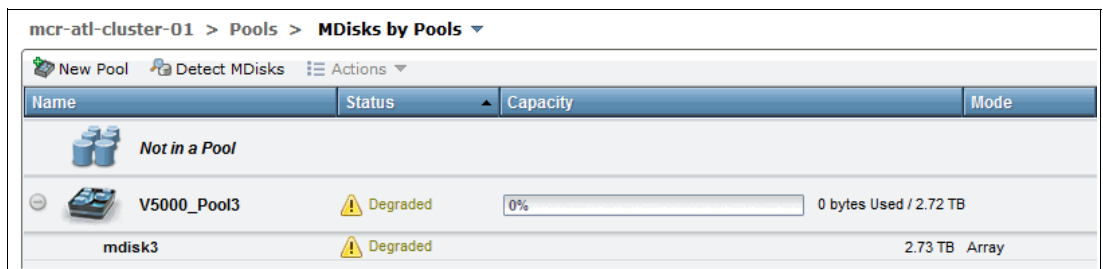 mcr-atl-cluster-01 > Pools > MDisks by Pools
New Pool Detect MDisks Actions
Name Status Capacity Mode
Not in a Pool
V5000_Pool3 Degraded 0% 0 bytes Used / 2.72 TB
mdisk3 Degraded 2.73 TB Array